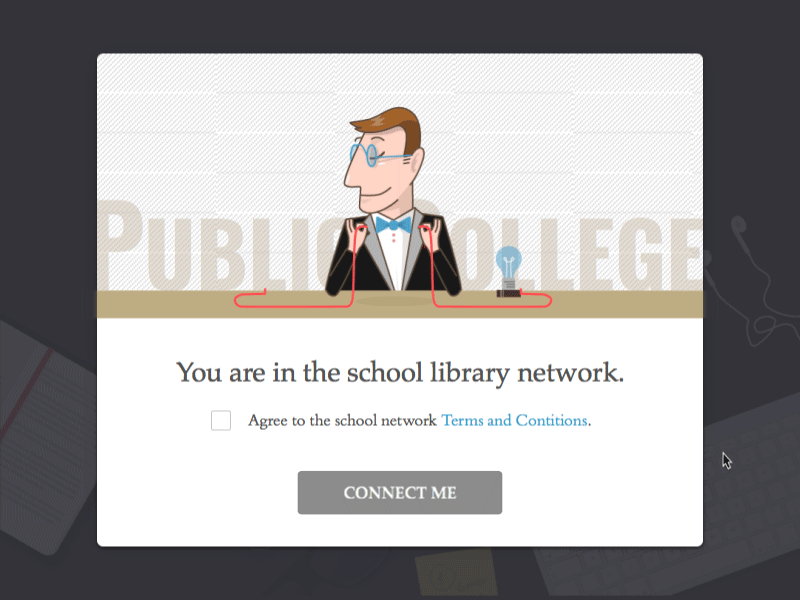 PUBLIC COLLEGE
You are in the school library network.
Agree to the school network Terms and Contitions.
CONNECT ME